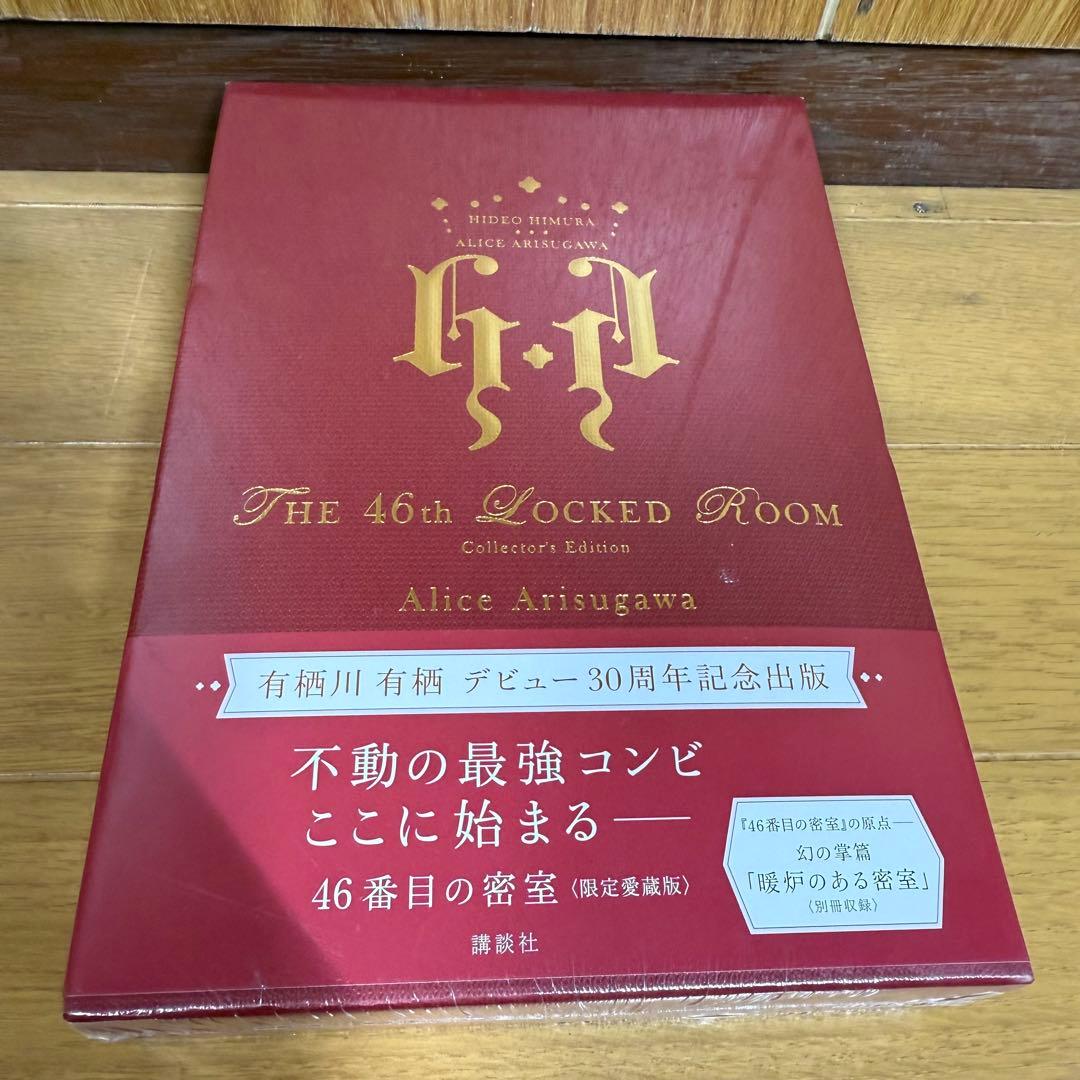 HIDEO HIMURA
ALICE ARISUGAWA
THE 46th LOCKED ROOM
Collector's Edition
Alice Arisugawa
有栖川 有栖 デビュー 30周年記念出版
不動の最強コンビ
ここに始まる――
46番目の密室〈限定愛蔵版〉
講談社
『46番目の密室』の原点――
幻の掌篇
「暖炉のある密室」
〈別冊収録〉